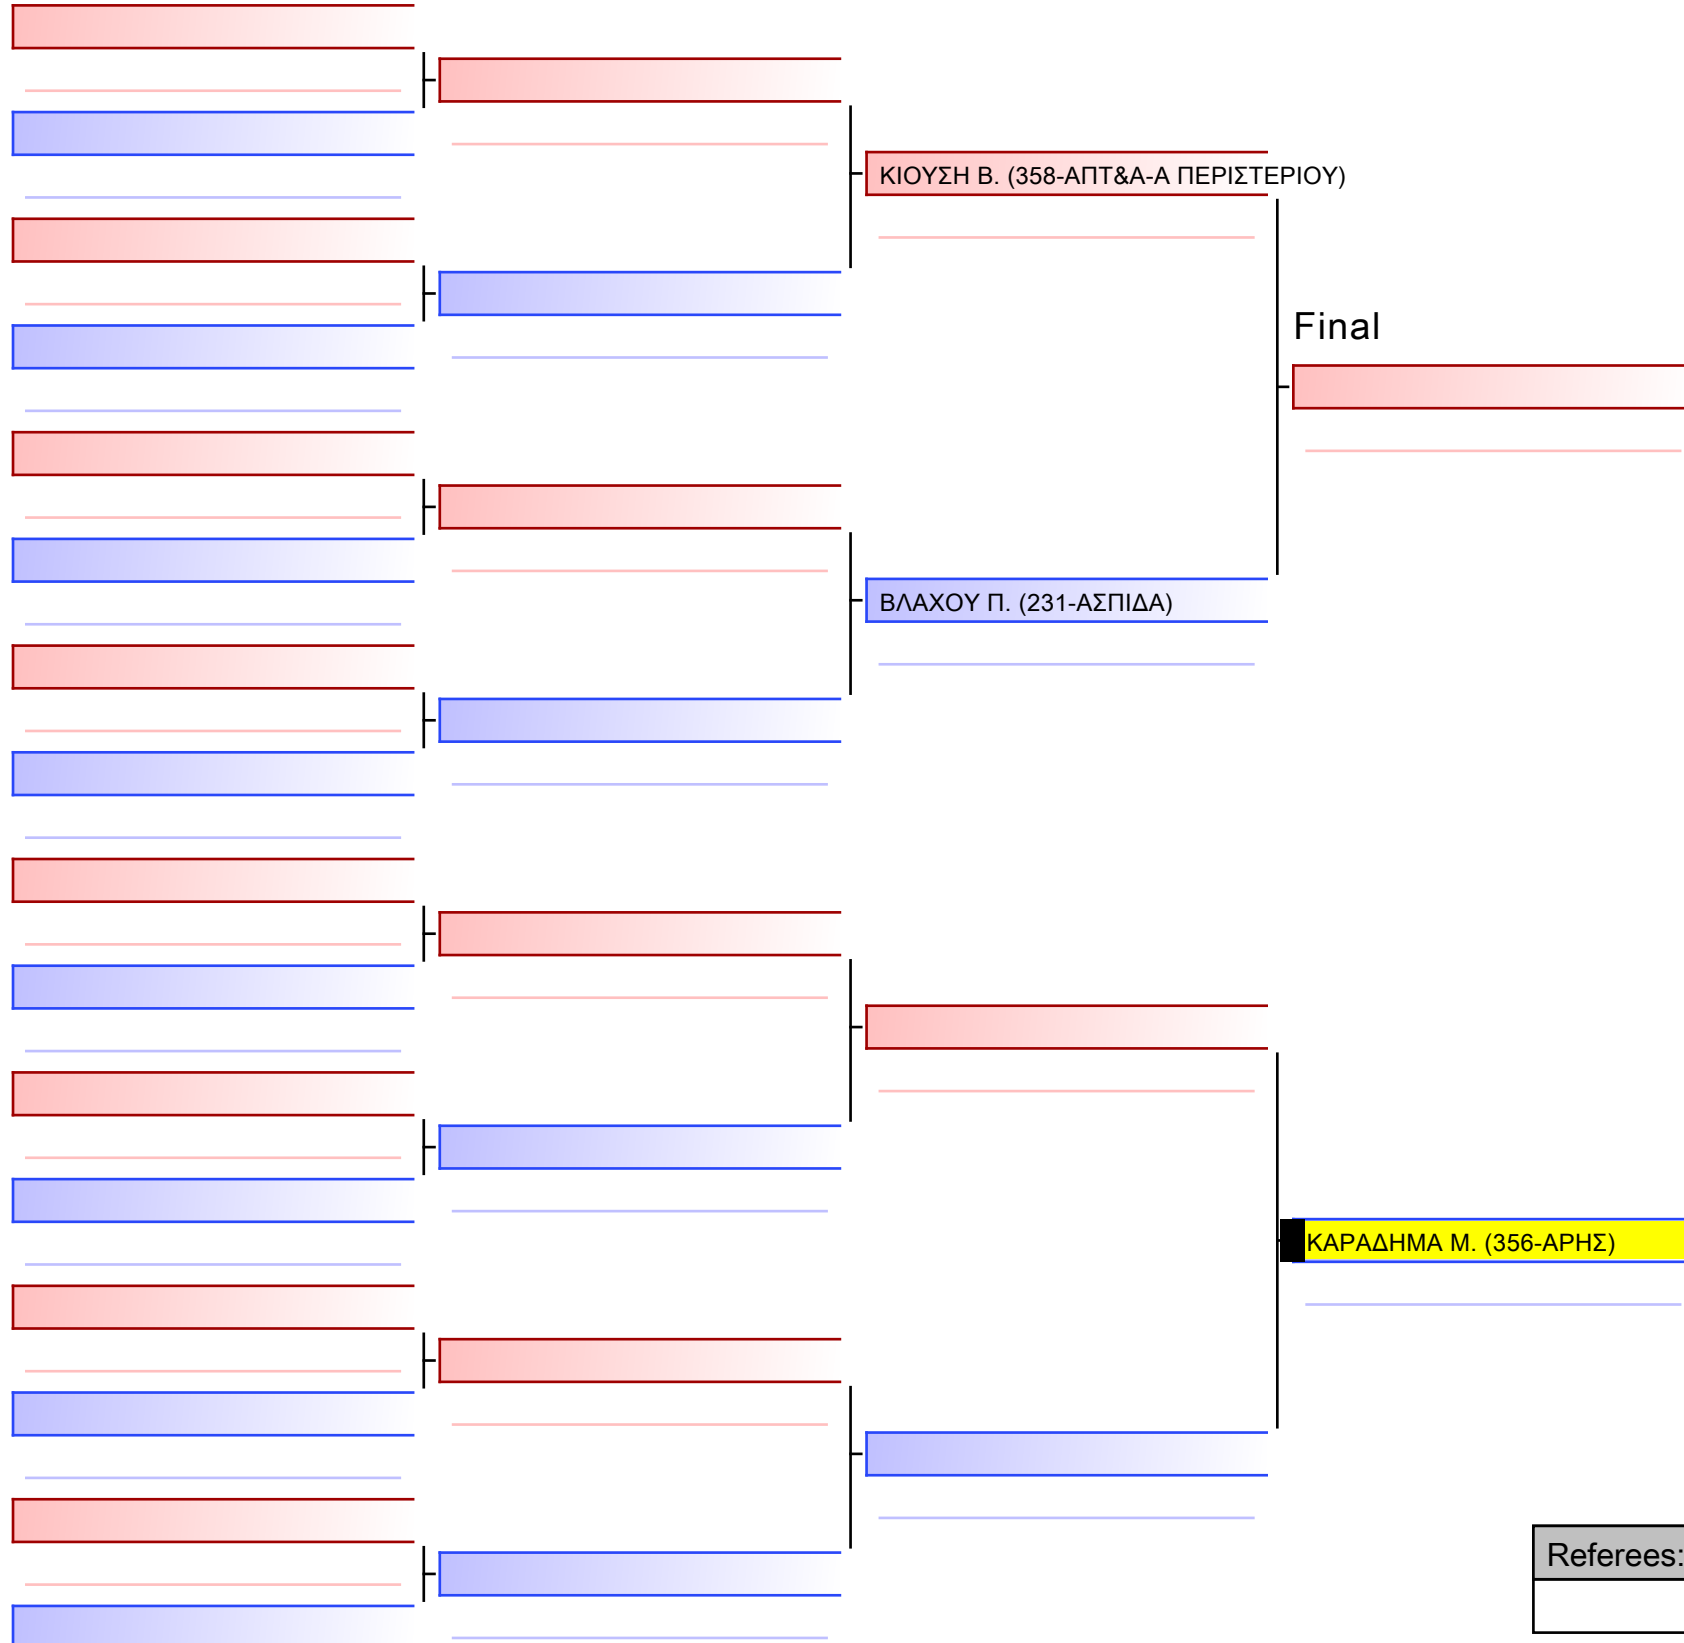 ΚΙΟΥΣΗ Β. (358-ΑΠΤ&Α-Α ΠΕΡΙΣΤΕΡΙΟΥ)
Final
ΒΛΑΧΟΥ Π. (231-ΑΣΠΙΔΑ)
ΚΑΡΑΔΗΜΑ Μ. (356-ΑΡΗΣ)
Referees: